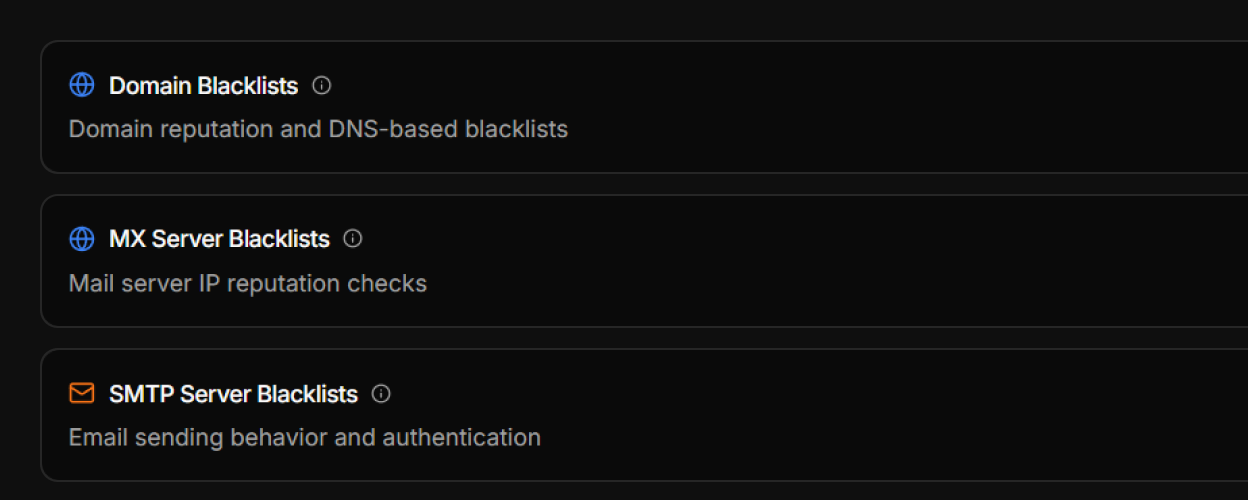 Domain Blacklists
Domain reputation and DNS-based blacklists
MX Server Blacklists
Mail server IP reputation checks
SMTP Server Blacklists
Email sending behavior and authentication